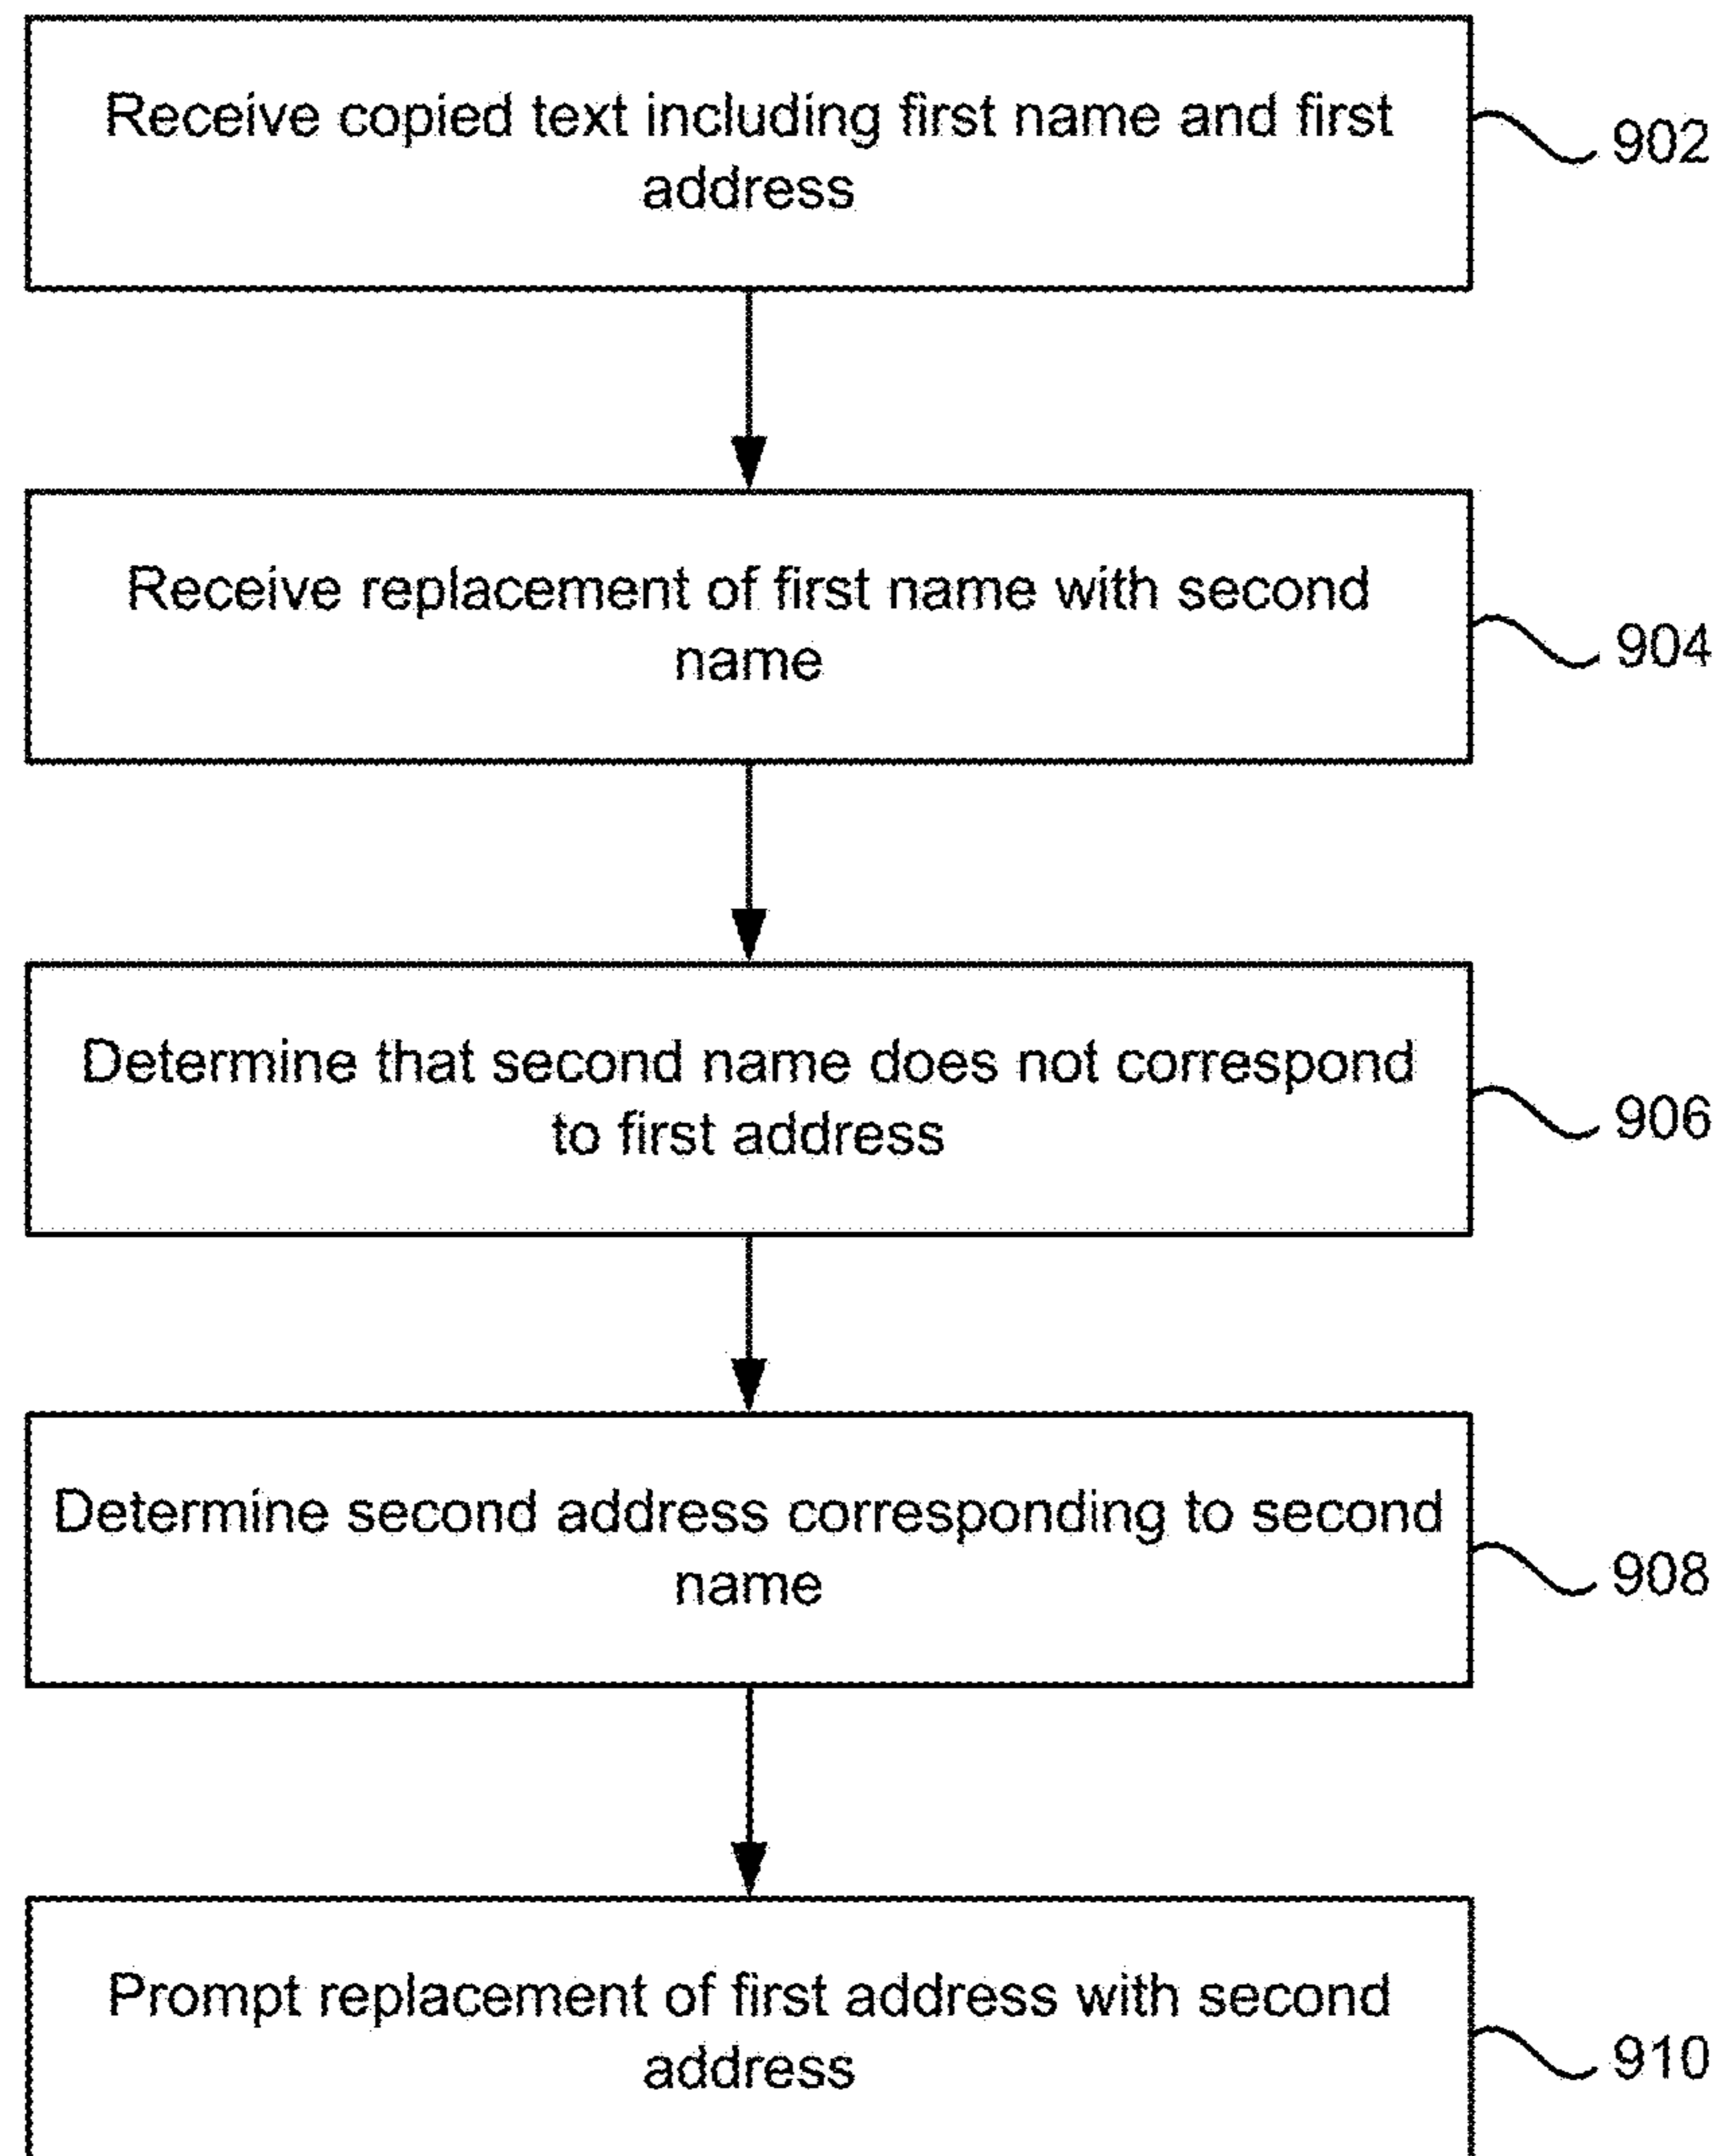 Receive copied text including first name and first
address
902
Receive replacement of first name with second
name
904
Determine that second name does not correspond
to first address
906
Determine second address corresponding to second
name
908
Prompt replacement of first address with second
address
910